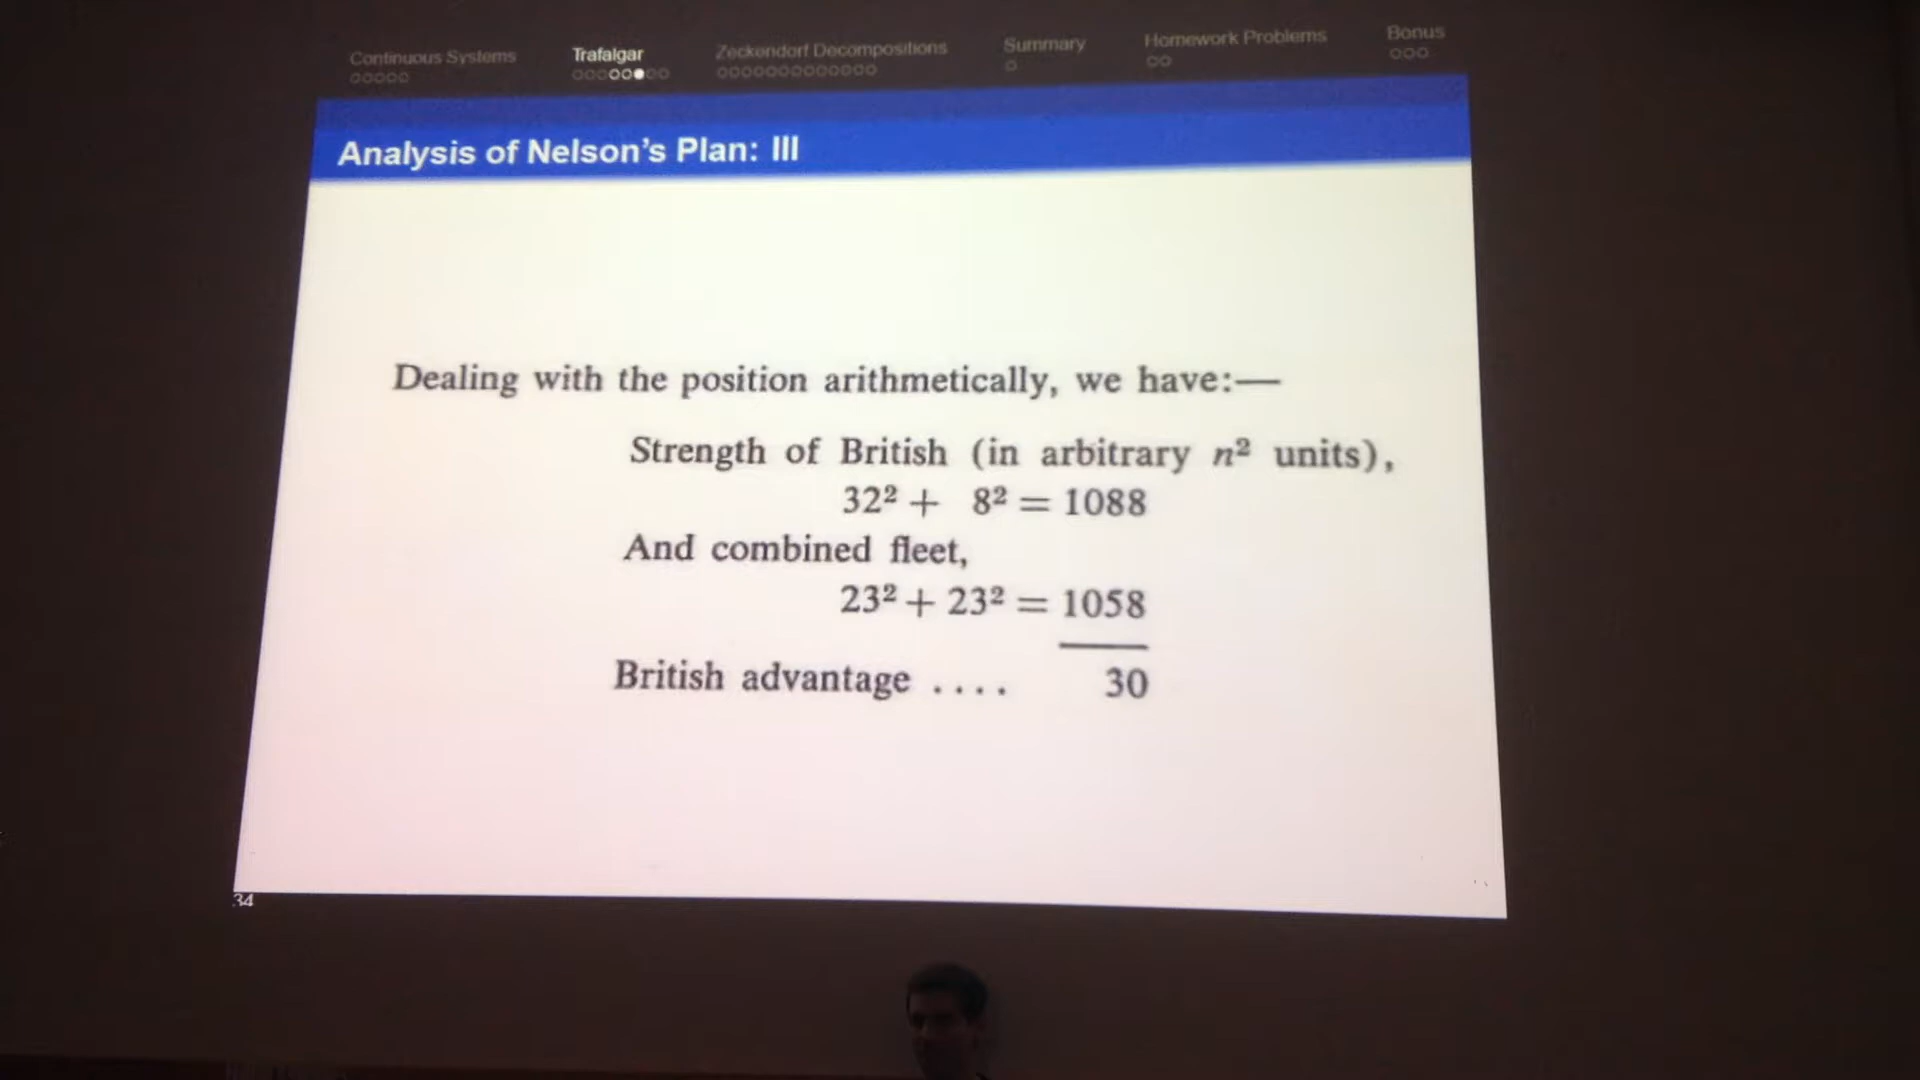 Continuous Systems Trafalgar Zeckendorf Decompositions Summary Homework Problems Bonus
Analysis of Nelson's Plan: III
Dealing with the position arithmetically, we have:—
Strength of British (in arbitrary n² units),
32² + 8² = 1088
And combined fleet,
23² + 23² = 1058
British advantage .... 30
34